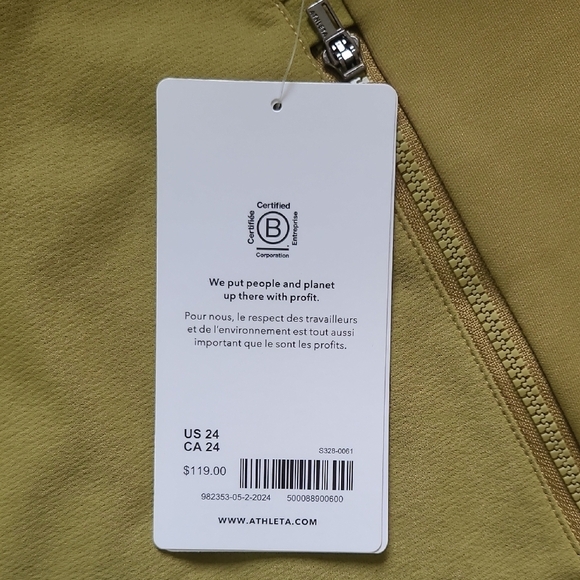 ATHLETA
Certified
Certifiée
B
Entreprise
Corporation
We put people and planet
up there with profit.
Pour nous, le respect des travailleurs
et de l'environnement est tout aussi
important que le sont les profits.
US 24
CA 24
S328-0061
$119.00
982353-05-2-2024 500088900600
WWW.ATHLETA.COM